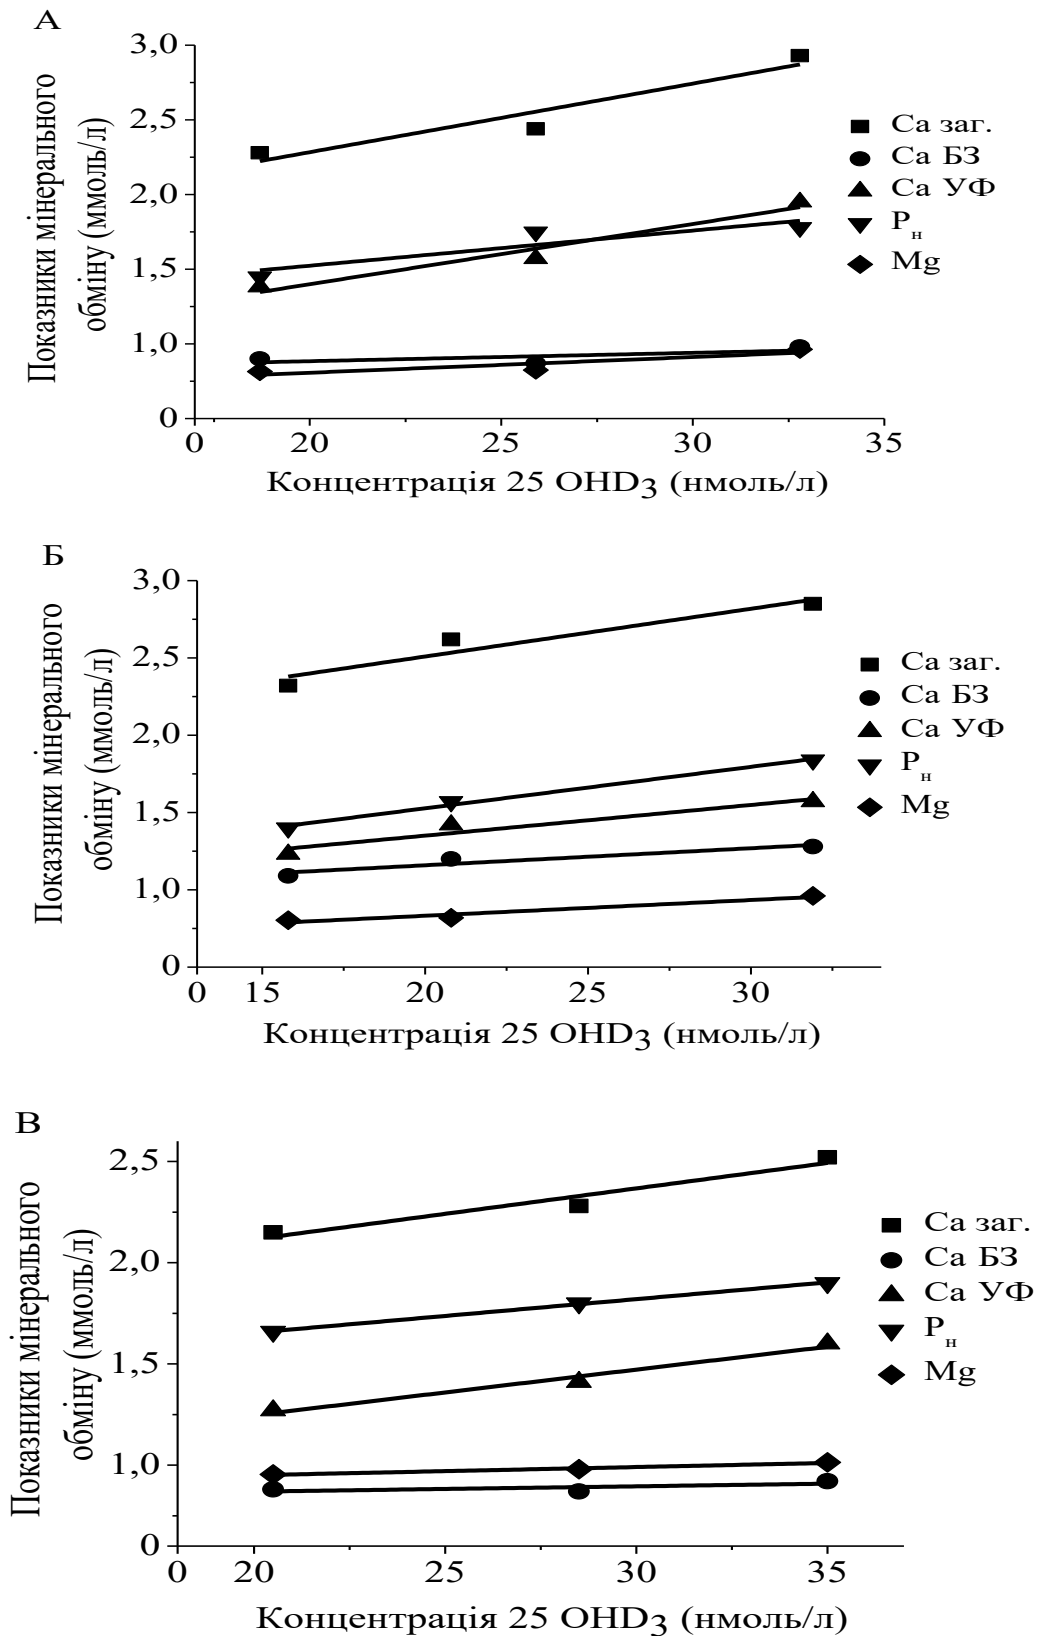 А
Показники мінерального
обміну (ммоль/л)
3,0
2,5
2,0
1,5
1,0
0
0 20 25 30 35
Концентрація 25 OHD3 (нмоль/л)
Са заг.
Са БЗ
Са УФ
Рн
Mg
Б
Показники мінерального
обміну (ммоль/л)
3,0
2,5
2,0
1,5
1,0
0
0 15 20 25 30
Концентрація 25 OHD3 (нмоль/л)
Са заг.
Са БЗ
Са УФ
Рн
Mg
В
Показники мінерального
обміну (ммоль/л)
2,5
2,0
1,5
1,0
0
0 20 25 30 35
Концентрація 25 OHD3 (нмоль/л)
Са заг.
Са БЗ
Са УФ
Рн
Mg